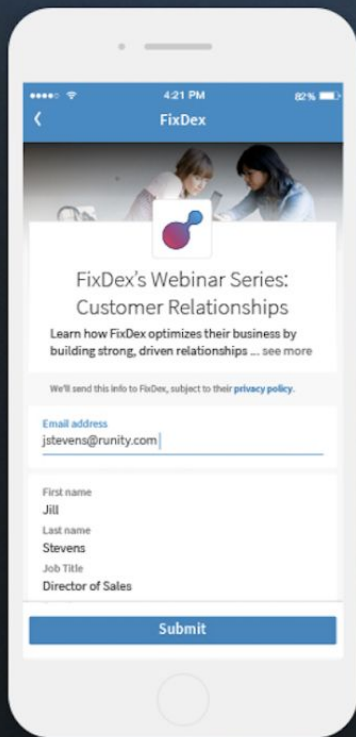 4:21 PM
82%
FixDex
FixDex's Webinar Series:
Customer Relationships
Learn how FixDex optimizes their business by
building strong, driven relationships ... see more
We'll send this info to FixDex, subject to their privacy policy.
Email address
jstevens@runity.com
First name
Jill
Last name
Stevens
Job Title
Director of Sales
Submit